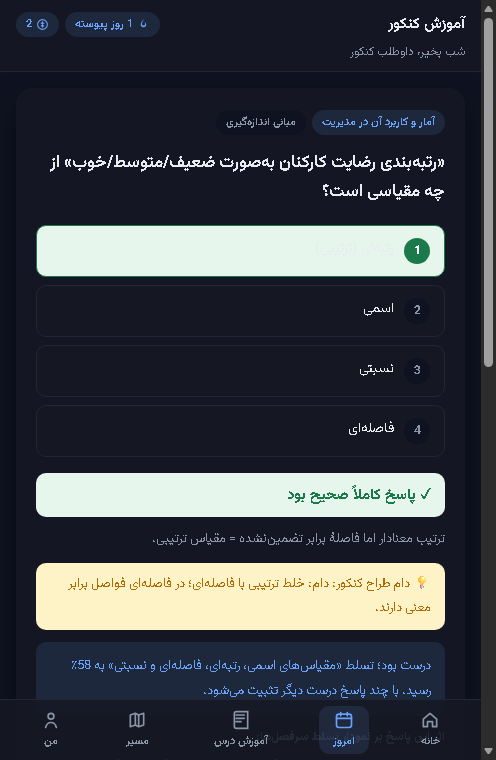 آموزش کنکور
1 روز پیوسته
2
شب بخیر، داوطلب کنکور
آمار و کاربرد آن در مدیریت
مبانی اندازه‌گیری
«رتبه‌بندی رضایت کارکنان به‌صورت ضعیف/متوسط/خوب» از
چه مقیاسی است؟
1
2 اسمی
3 نسبتی
4 فاصله‌ای
✓ پاسخ کاملاً صحیح بود
ترتیب معنادار اما فاصلهٔ برابر تضمین‌نشده = مقیاس ترتیبی.
💡 دام طراح کنکور: دام: خلط ترتیبی با فاصله‌ای؛ در فاصله‌ای فواصل برابر
معنی دارند.
درست بود؛ تسلط «مقیاس‌های اسمی، رتبه‌ای، فاصله‌ای و نسبتی» به 58٪
رسید. با چند پاسخ درست دیگر تثبیت می‌شود.
خانه
امروز
آموزش درس
مسیر
من